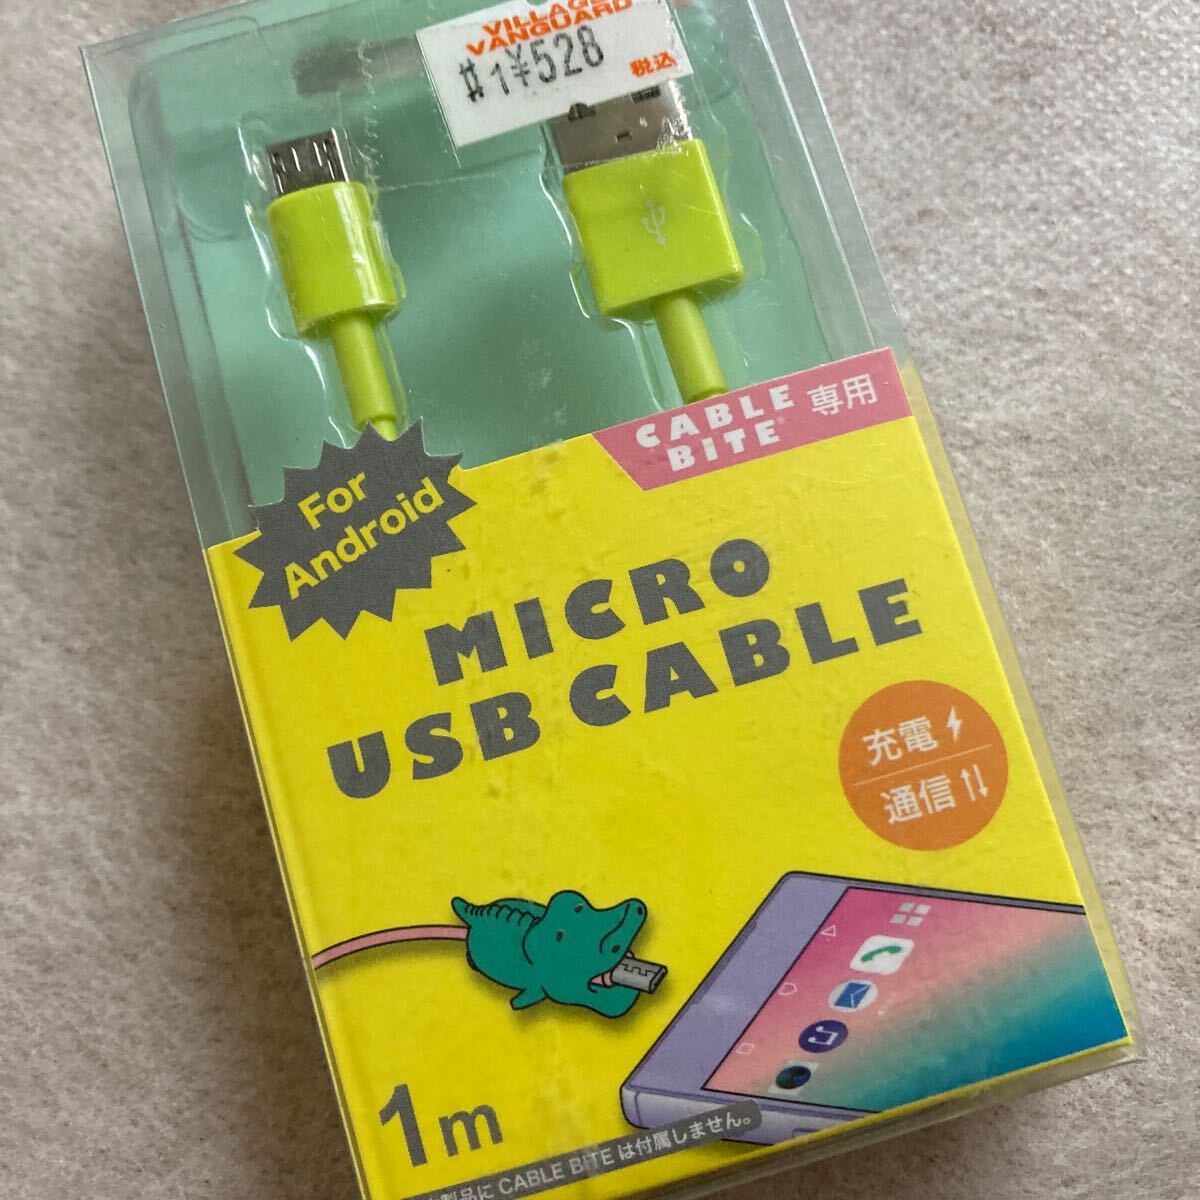 VILLAGE
VANGUARD
#1¥528
税込
CABLE
BITE® 専用
For
Android
MICRO
USB CABLE
充電
通信
1m
製品に CABLE BITE は付属しません。